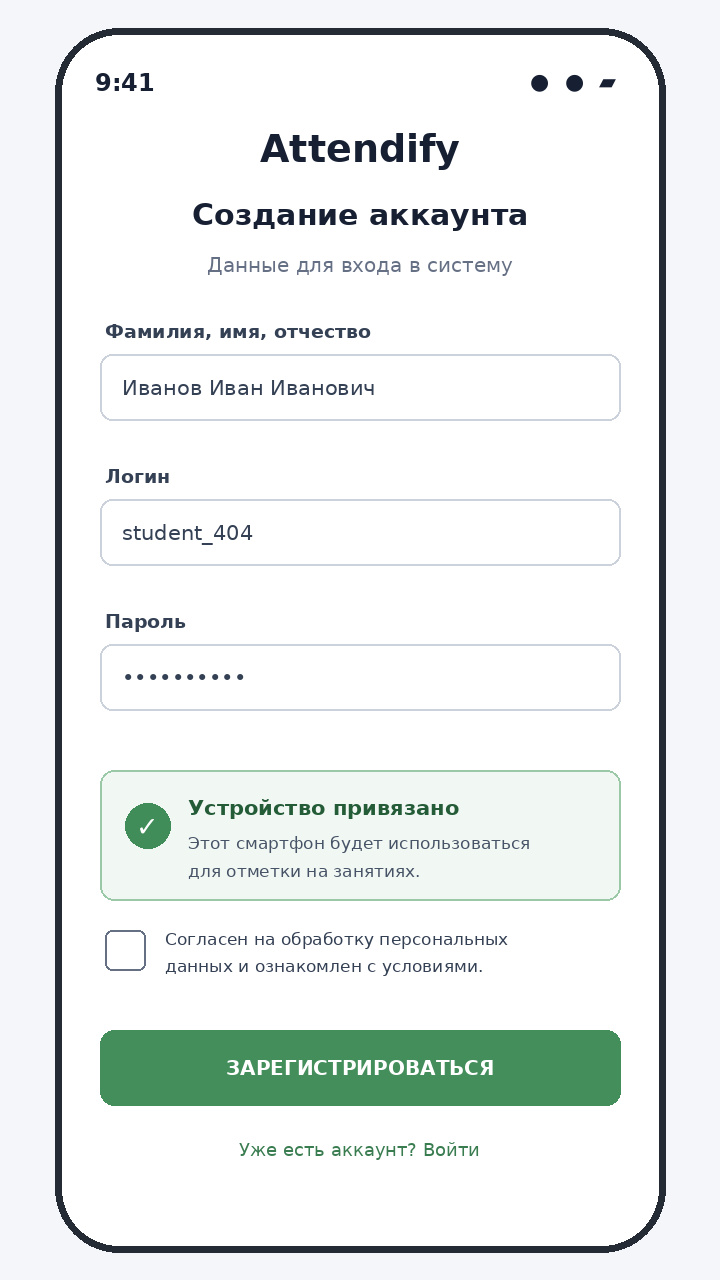 9:41
Attendify
Создание аккаунта
Данные для входа в систему
Фамилия, имя, отчество
Иванов Иван Иванович
Логин
student_404
Пароль
••••••••••
✓
Устройство привязано
Этот смартфон будет использоваться
для отметки на занятиях.
Согласен на обработку персональных
данных и ознакомлен с условиями.
ЗАРЕГИСТРИРОВАТЬСЯ
Уже есть аккаунт? Войти